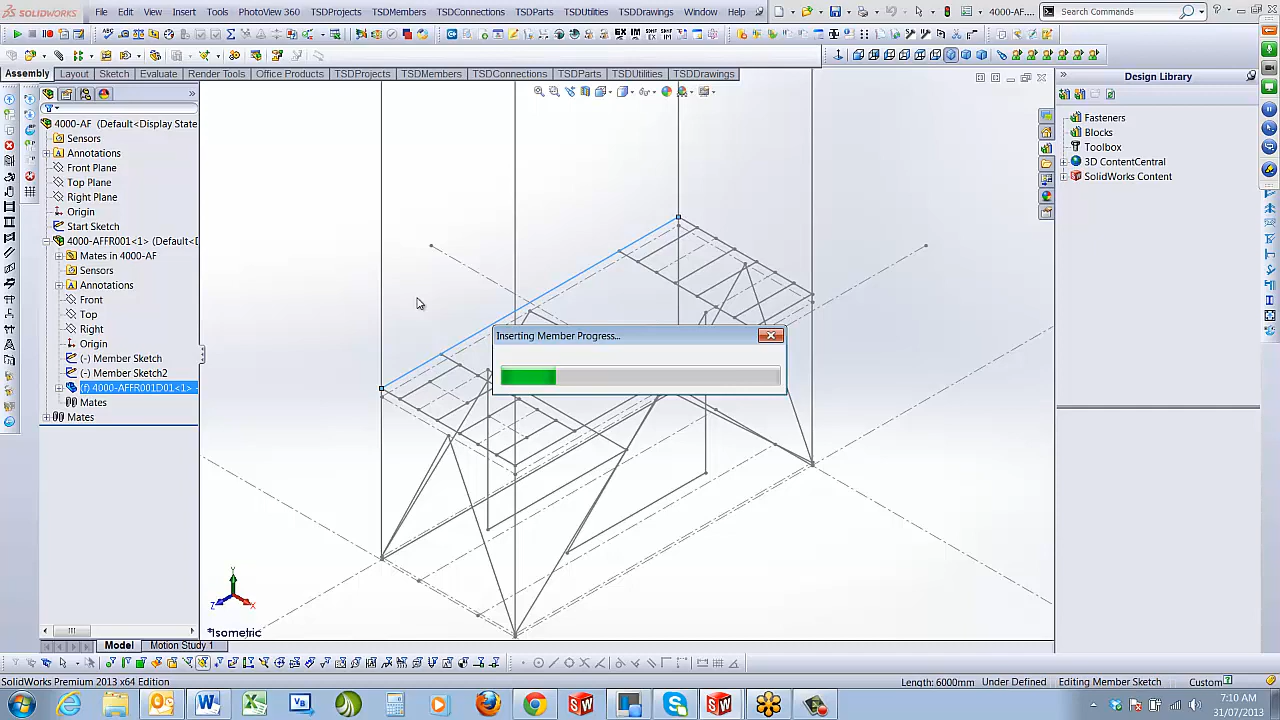 SOLIDWORKS File Edit View Insert Tools PhotoView 360 TSDProjects TSDMembers TSDConnections TSDParts TSDUtilities TSDDrawings Window Help 4000-AF... Search Commands
Assembly Layout Sketch Evaluate Render Tools Office Products TSDProjects TSDMembers TSDConnections TSDParts TSDUtilities TSDDrawings
Design Library
4000-AF (Default<Display State
Sensors
Annotations
Front Plane
Top Plane
Right Plane
Origin
Start Sketch
4000-AFFR001<1> (Default<D
Mates in 4000-AF
Sensors
Annotations
Front
Top
Right
Origin
(-) Member Sketch
(-) Member Sketch2
(f) 4000-AFFR001D01<1>
Mates
Mates
Fasteners
Blocks
Toolbox
3D ContentCentral
SolidWorks Content
Inserting Member Progress...
Y
Z X
*Isometric
Model Motion Study 1
SolidWorks Premium 2013 x64 Edition Length: 6000mm Under Defined Editing Member Sketch Custom
7:10 AM
31/07/2013